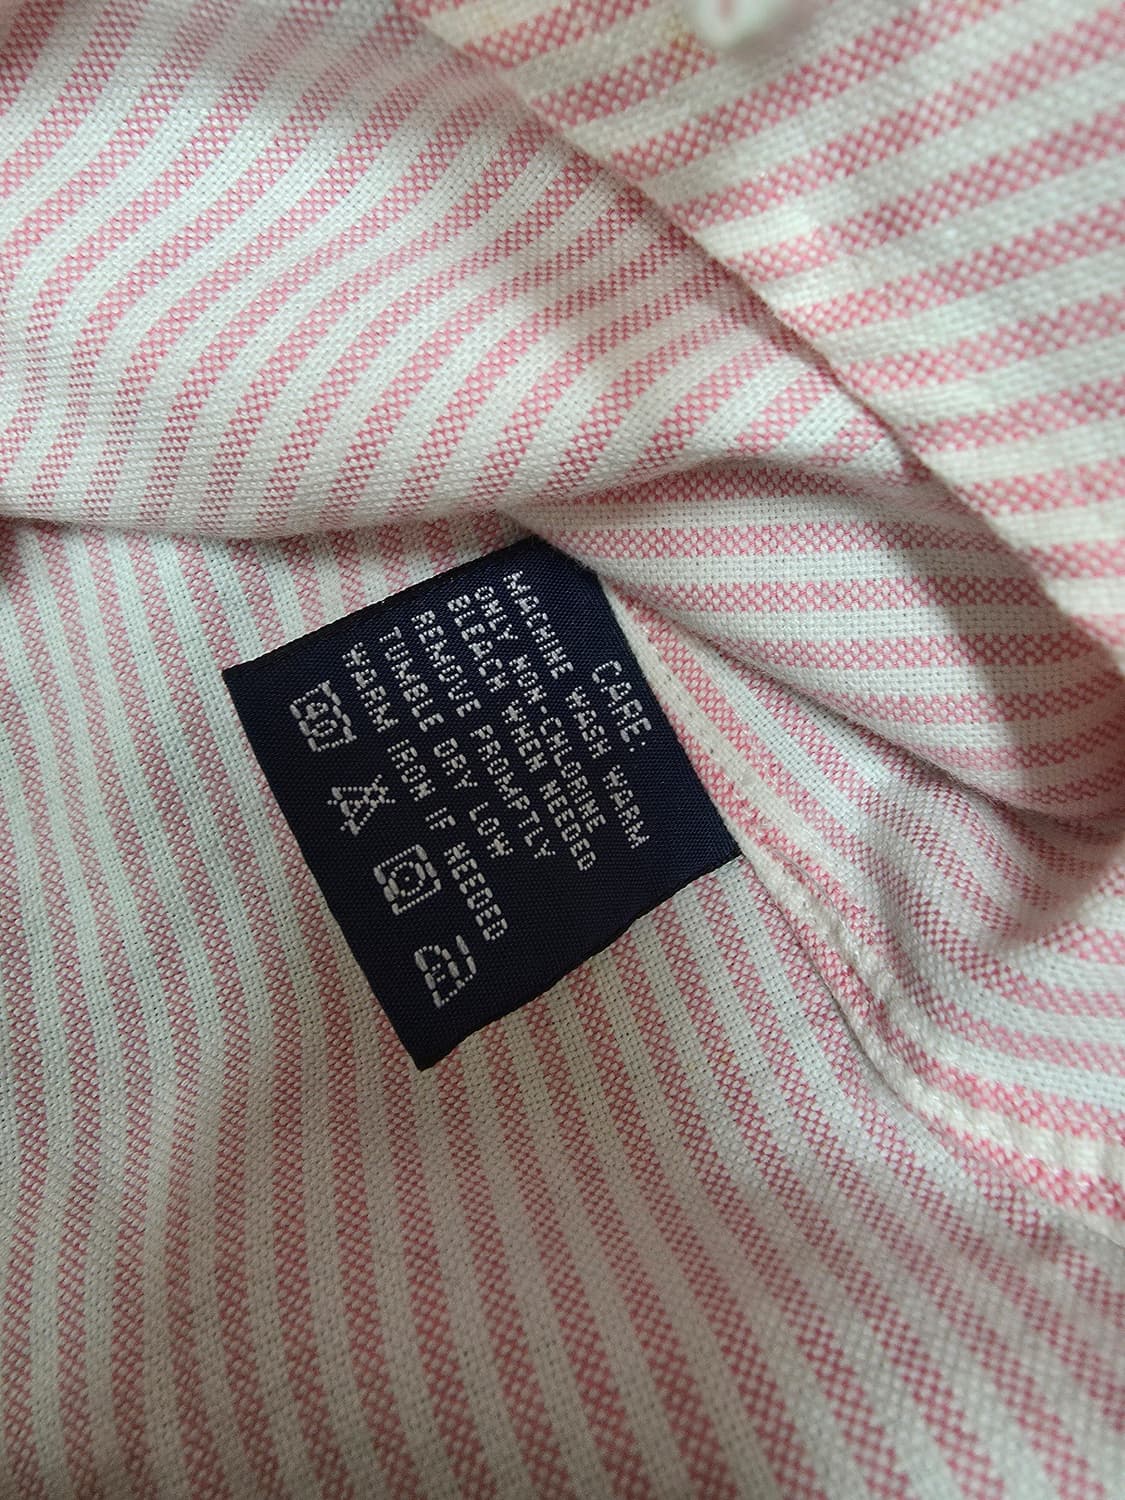 CARE:
MACHINE WASH WARM
ONLY NON-CHLORINE
BLEACH WHEN NEEDED
REMOVE PROMPTLY
TUMBLE DRY LOW
WARM IRON IF NEEDED
40